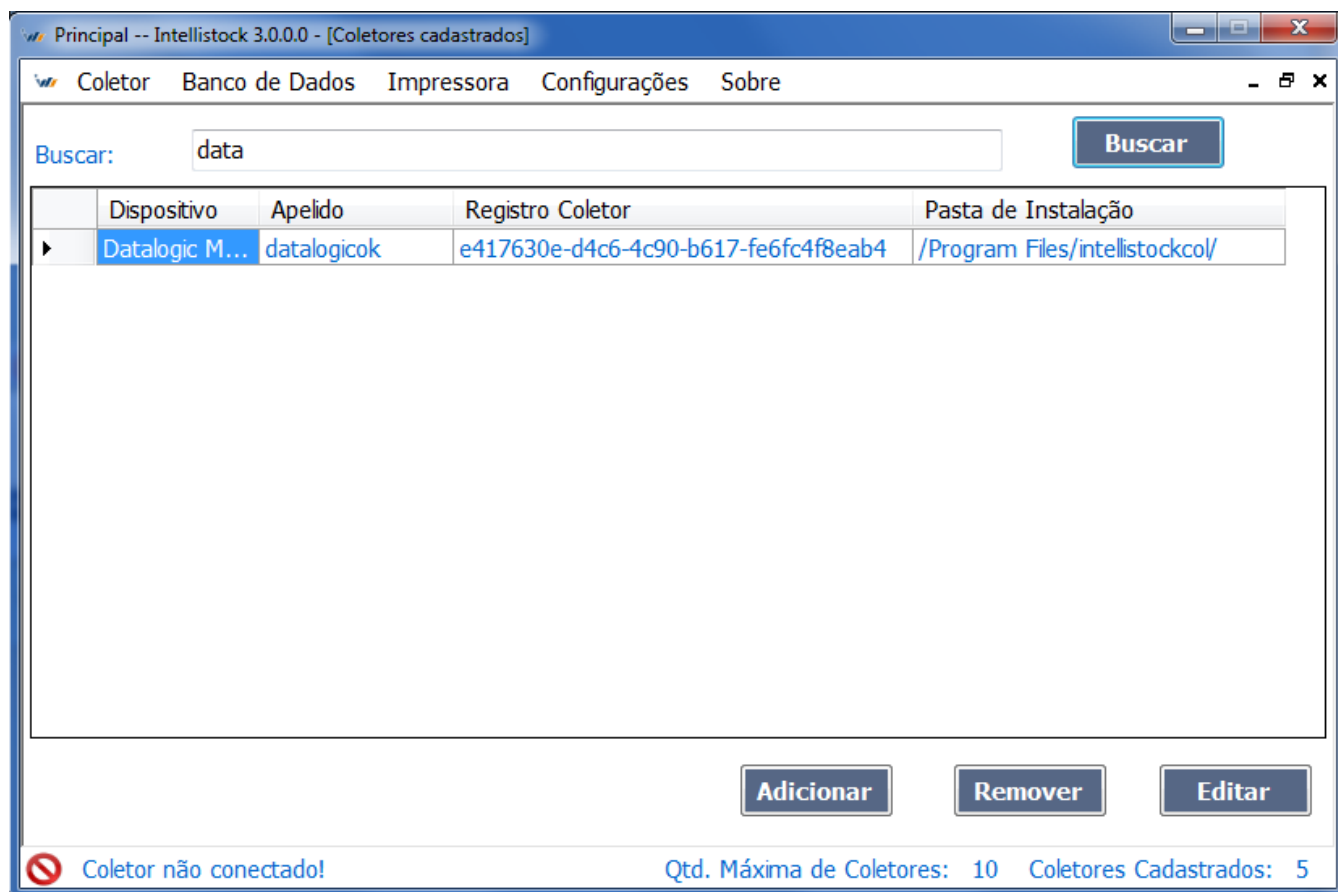 Principal -- Intellistock 3.0.0.0 - [Coletores cadastrados]
Coletor Banco de Dados Impressora Configurações Sobre
Buscar: data Buscar
Dispositivo Apelido Registro Coletor Pasta de Instalação
Datalogic M... datalogicok e417630e-d4c6-4c90-b617-fe6fc4f8eab4 /Program Files/intellistockcol/
Adicionar Remover Editar
Coletor não conectado! Qtd. Máxima de Coletores: 10 Coletores Cadastrados: 5